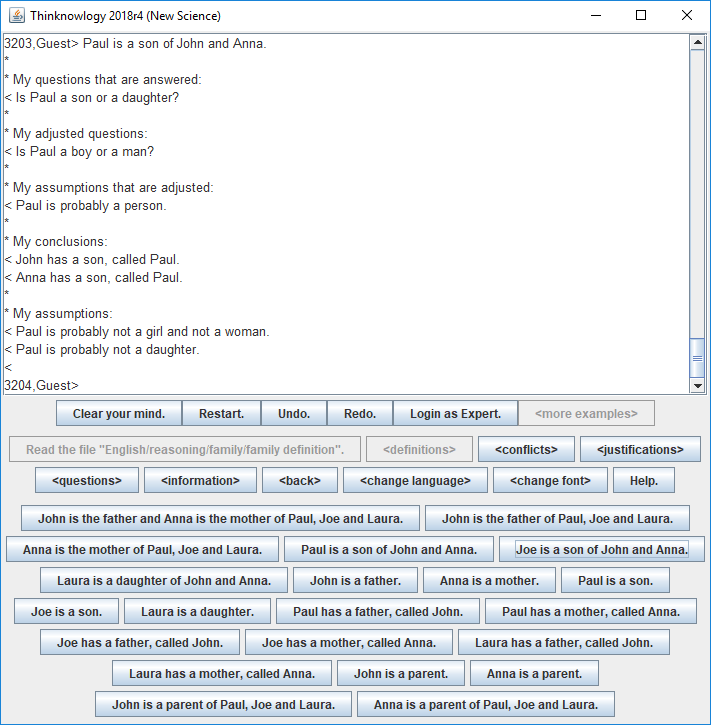 Thinknowlogy 2018r4 (New Science)
3203,Guest> Paul is a son of John and Anna.
*
* My questions that are answered:
< Is Paul a son or a daughter?
*
* My adjusted questions:
< Is Paul a boy or a man?
*
* My assumptions that are adjusted:
< Paul is probably a person.
*
* My conclusions:
< John has a son, called Paul.
< Anna has a son, called Paul.
*
* My assumptions:
< Paul is probably not a girl and not a woman.
< Paul is probably not a daughter.
<
3204,Guest>
Clear your mind. Restart. Undo. Redo. Login as Expert. <more examples>
Read the file "English/reasoning/family/family definition". <definitions> <conflicts> <justifications>
<questions> <information> <back> <change language> <change font> Help.
John is the father and Anna is the mother of Paul, Joe and Laura. John is the father of Paul, Joe and Laura.
Anna is the mother of Paul, Joe and Laura. Paul is a son of John and Anna. Joe is a son of John and Anna.
Laura is a daughter of John and Anna. John is a father. Anna is a mother. Paul is a son.
Joe is a son. Laura is a daughter. Paul has a father, called John. Paul has a mother, called Anna.
Joe has a father, called John. Joe has a mother, called Anna. Laura has a father, called John.
Laura has a mother, called Anna. John is a parent. Anna is a parent.
John is a parent of Paul, Joe and Laura. Anna is a parent of Paul, Joe and Laura.